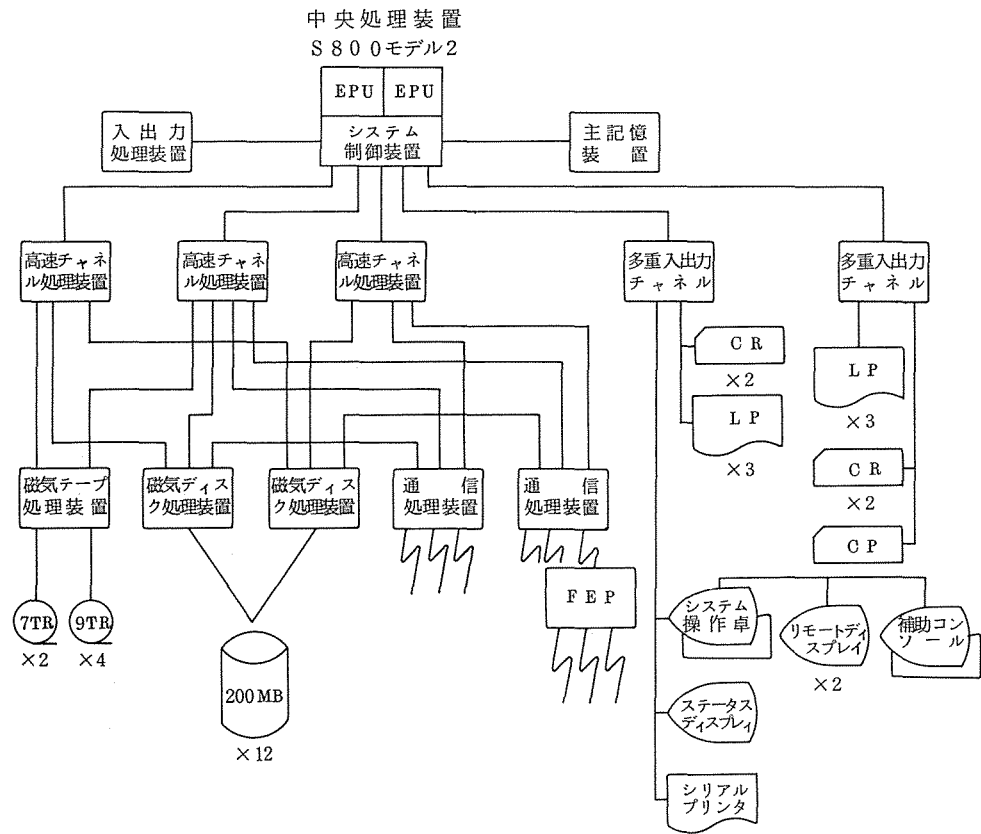 中央処理装置
S800モデル2
EPU EPU
入出力
処理装置
システム
制御装置
主記憶
装置
高速チャネ
ル処理装置
高速チャネ
ル処理装置
高速チャネ
ル処理装置
多重入出力
チャネル
多重入出力
チャネル
CR
×2
LP
×3
LP
×3
CR
×2
CP
磁気テープ
処理装置
磁気ディス
ク処理装置
磁気ディス
ク処理装置
通信
処理装置
通信
処理装置
FEP
7TR
×2
9TR
×4
200MB
×12
システム
操作卓
リモートディ
スプレイ
×2
補助コン
ソール
ステータス
ディスプレィ
シリアル
プリンタ